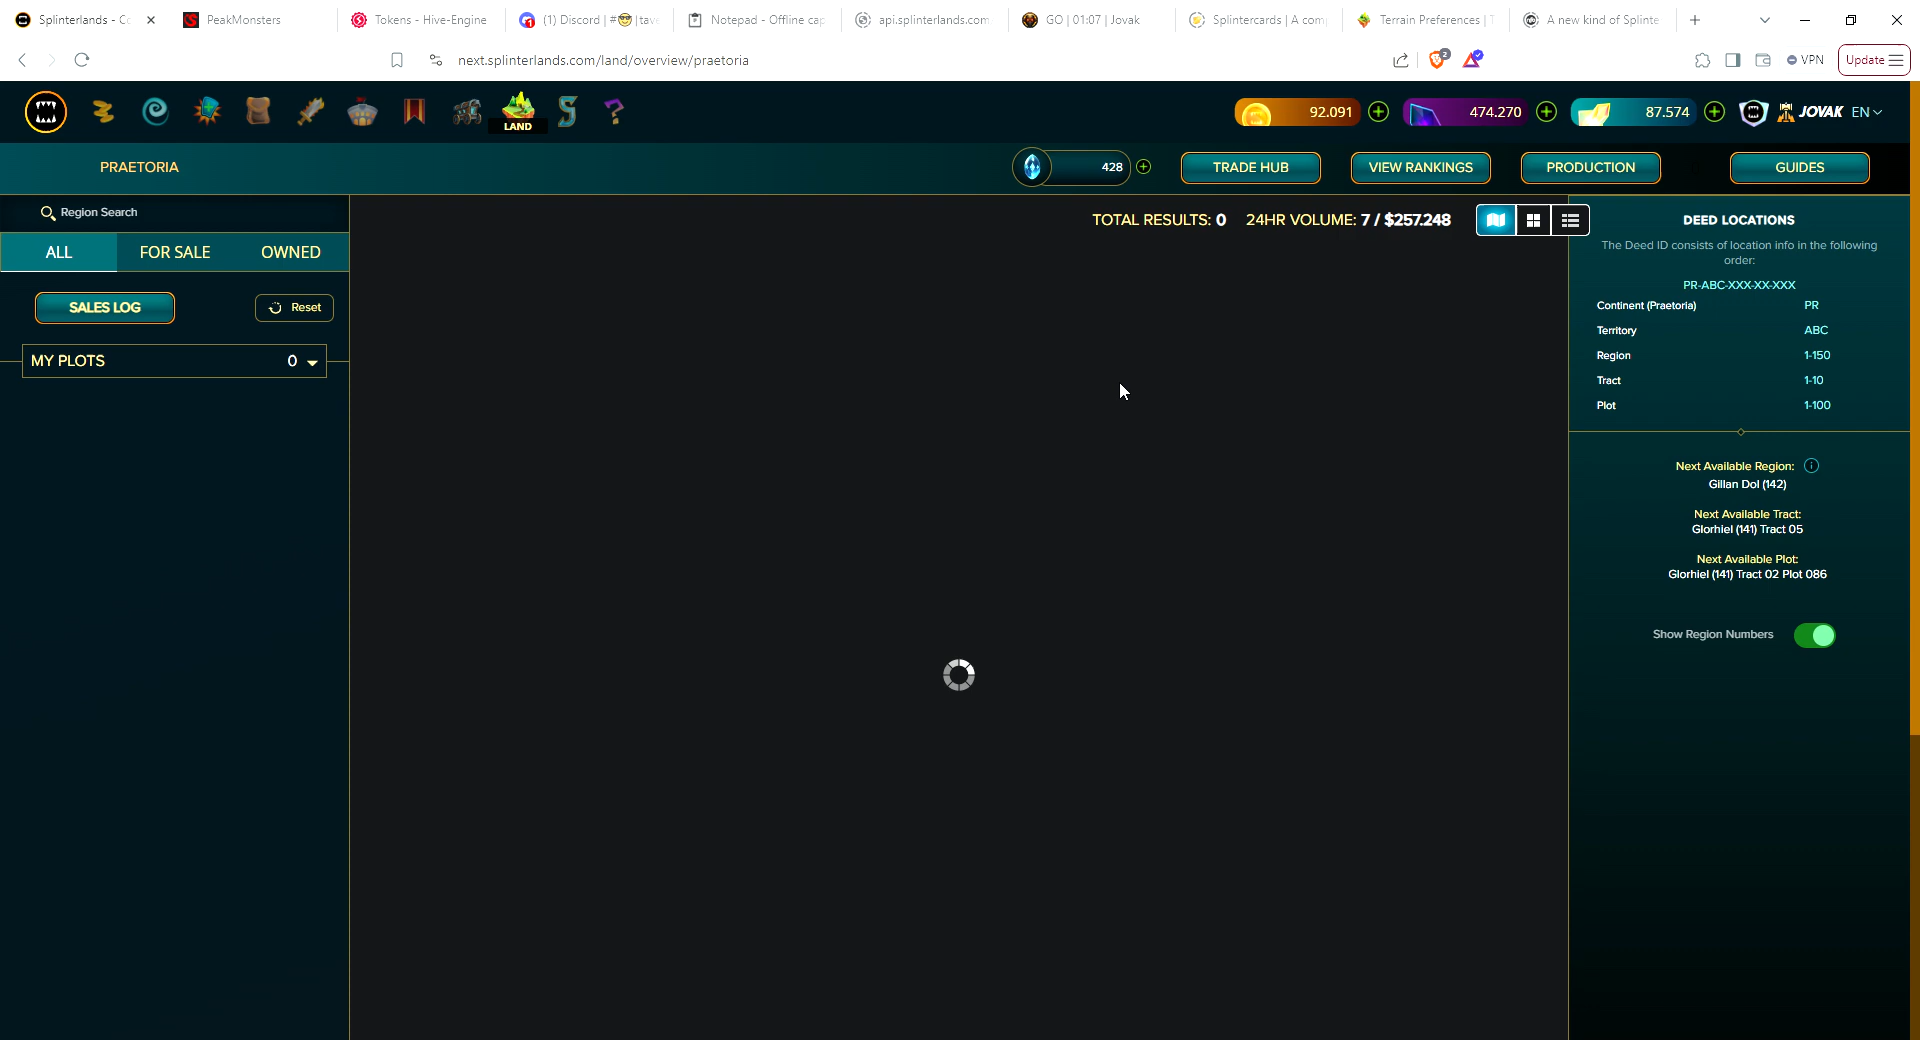 Splinterlands - Co
PeakMonsters
Tokens - Hive-Engine
(1) Discord | #😎|tave
Notepad - Offline cap
api.splinterlands.com
GO | 01:07 | Jovak
Splintercards | A com
Terrain Preferences | T
A new kind of Splinte
next.splinterlands.com/land/overview/praetoria
2
VPN
Update
LAND
92.091
474.270
87.574
JOVAK
EN
PRAETORIA
428
TRADE HUB
VIEW RANKINGS
PRODUCTION
GUIDES
Region Search
ALL
FOR SALE
OWNED
SALES LOG
Reset
MY PLOTS
0
TOTAL RESULTS: 0
24HR VOLUME: 7 / $257.248
DEED LOCATIONS
The Deed ID consists of location info in the following
order:
PR-ABC-XXX-XX-XXX
Continent (Praetoria) PR
Territory ABC
Region 1-150
Tract 1-10
Plot 1-100
Next Available Region:
Gillan Dol (142)
Next Available Tract:
Glorhiel (141) Tract 05
Next Available Plot:
Glorhiel (141) Tract 02 Plot 086
Show Region Numbers